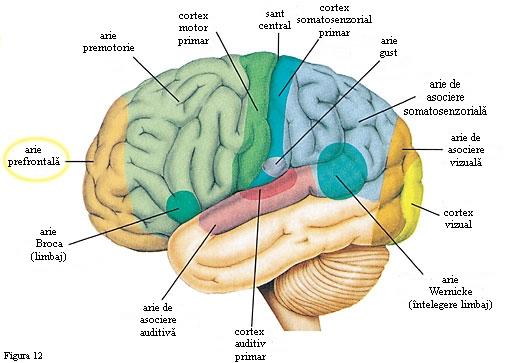 cortex
motor
primar
sant
central
cortex
somatosenzorial
primar
arie
premotorie
arie
gust
arie de
asociere
somatosenzorială
arie
prefrontală
arie de
asociere
vizuală
arie
Broca
(limbaj)
cortex
vizual
arie
Wernicke
(întelegere limbaj)
arie de
asociere
auditivă
cortex
auditiv
primar
Figura 12